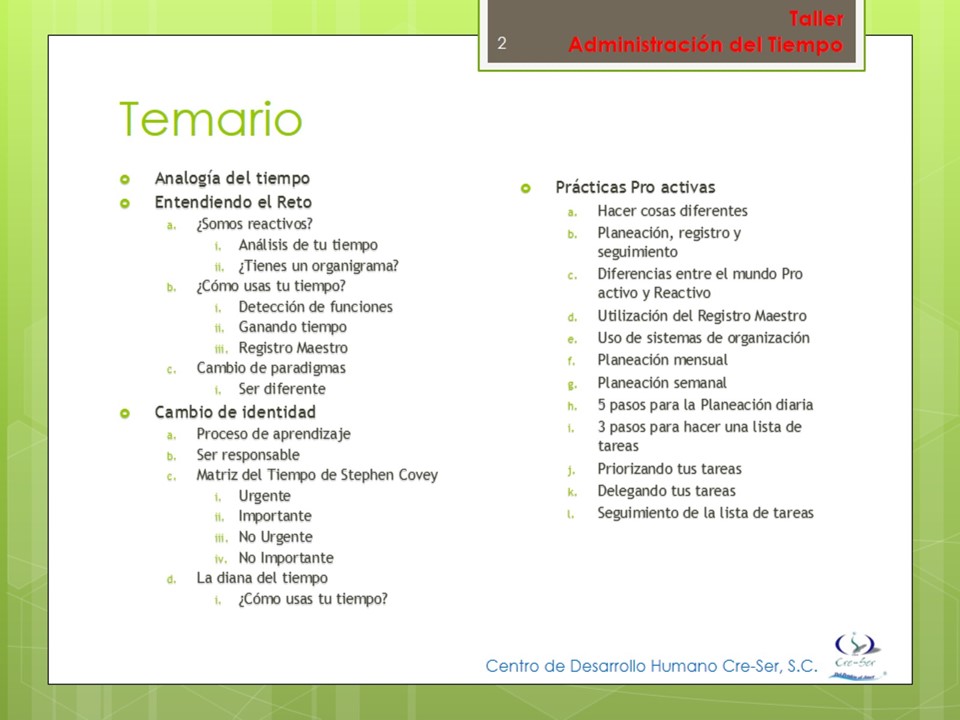 Taller
2
Administración del Tiempo
Temario
Analogía del tiempo
Entendiendo el Reto
a. ¿Somos reactivos?
i. Análisis de tu tiempo
ii. ¿Tienes un organigrama?
b. ¿Cómo usas tu tiempo?
i. Detección de funciones
ii. Ganando tiempo
iii. Registro Maestro
c. Cambio de paradigmas
i. Ser diferente
Cambio de identidad
a. Proceso de aprendizaje
b. Ser responsable
c. Matriz del Tiempo de Stephen Covey
i. Urgente
ii. Importante
iii. No Urgente
iv. No Importante
d. La diana del tiempo
i. ¿Cómo usas tu tiempo?
Prácticas Pro activas
a. Hacer cosas diferentes
b. Planeación, registro y
seguimiento
c. Diferencias entre el mundo Pro
activo y Reactivo
d. Utilización del Registro Maestro
e. Uso de sistemas de organización
f. Planeación mensual
g. Planeación semanal
h. 5 pasos para la Planeación diaria
i. 3 pasos para hacer una lista de
tareas
j. Priorizando tus tareas
k. Delegando tus tareas
l. Seguimiento de la lista de tareas
Centro de Desarrollo Humano Cre-Ser, S.C.
Cre-Ser